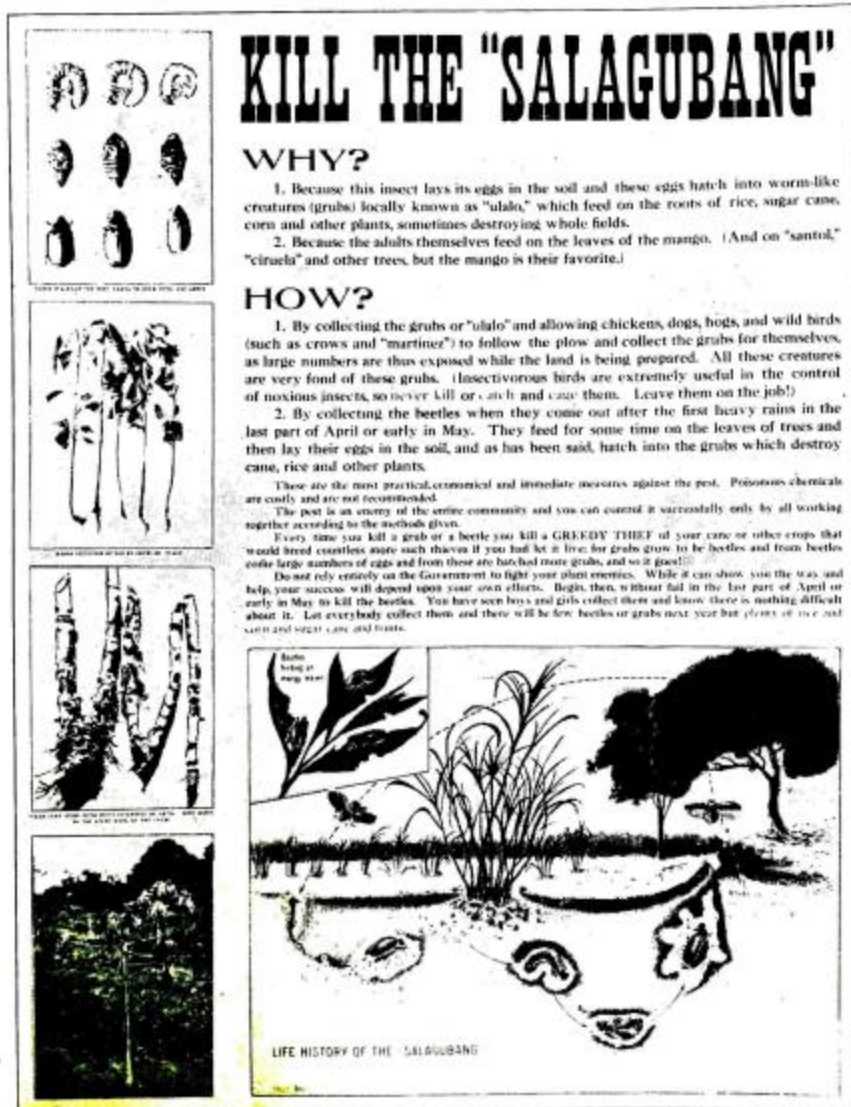 KILL THE "SALAGUBANG"
WHY?
1. Because this insect lays its eggs in the soil and these eggs hatch into worm-like
creatures (grubs) locally known as "ulalo," which feed on the roots of rice, sugar cane,
corn and other plants, sometimes destroying whole fields.
2. Because the adults themselves feed on the leaves of the mango. (And on "santol,"
"ciruela" and other trees, but the mango is their favorite.)
HOW?
1. By collecting the grubs or "ulalo" and allowing chickens, dogs, hogs, and wild birds
(such as crows and "martinez") to follow the plow and collect the grubs for themselves,
as large numbers are thus exposed while the land is being prepared. All these creatures
are very fond of these grubs. (Insectivorous birds are extremely useful in the control
of noxious insects, so never kill or catch and cage them. Leave them on the job!)
2. By collecting the beetles when they come out after the first heavy rains in the
last part of April or early in May. They feed for some time on the leaves of trees and
then lay their eggs in the soil, and as has been said, hatch into the grubs which destroy
cane, rice and other plants.
These are the most practical, economical and immediate measures against the pest. Poisonous chemicals
are costly and are not recommended.
The pest is an enemy of the entire community and you can control it successfully only by all working
together according to the methods given.
Every time you kill a grub or a beetle you kill a GREEDY THIEF of your cane or other crops that
would breed countless more such thieves if you had let it live; for grubs grow to be beetles and from beetles
come large numbers of eggs and from these are hatched more grubs, and so it goes!
Do not rely entirely on the Government to fight your plant enemies. While it can show you the way and
help, your success will depend upon your own efforts. Begin, then, without fail in the last part of April or
early in May to kill the beetles. You have seen boys and girls collect them and know there is nothing difficult
about it. Let everybody collect them and there will be few beetles or grubs next year but plenty of rice and
corn and sugar cane and fruits.
Beetles
feeding on
mango leaves
LIFE HISTORY OF THE SALAGUBANG